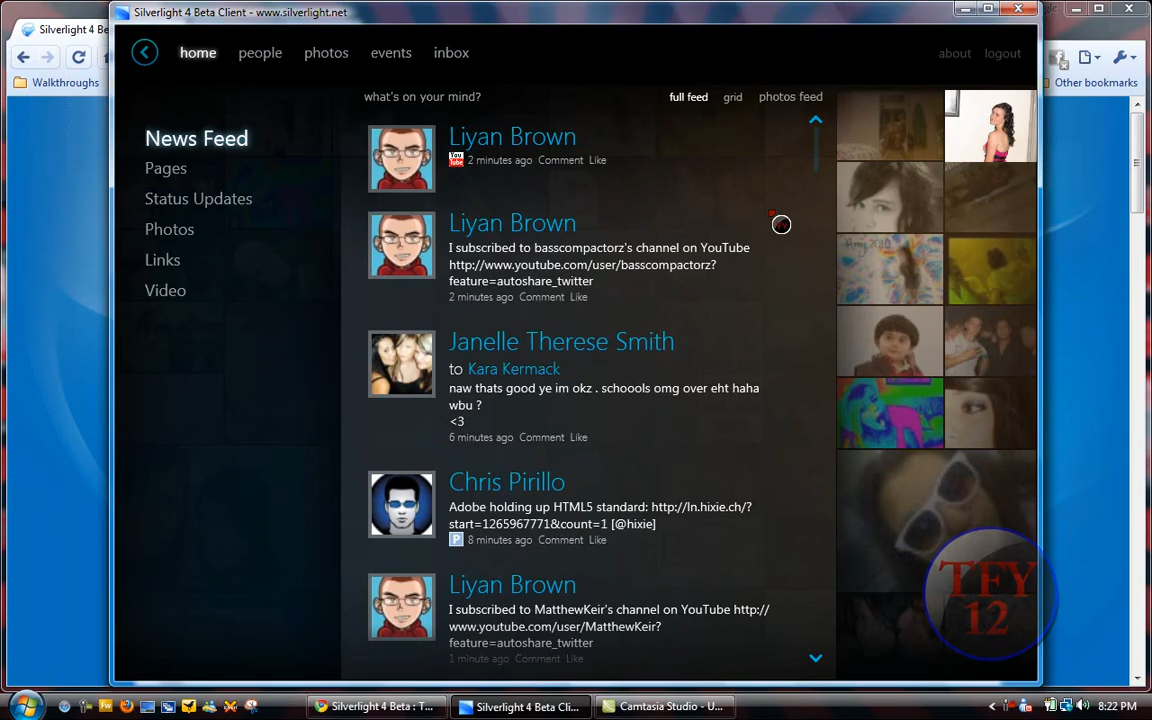 Silverlight 4 Beta Client - www.silverlight.net
Silverlight 4 Be
Walkthroughs
Other bookmarks
home people photos events inbox
about logout
what's on your mind?
full feed grid photos feed
News Feed
Pages
Status Updates
Photos
Links
Video
Liyan Brown
You Tube 2 minutes ago Comment Like
Liyan Brown
I subscribed to basscompactorz's channel on YouTube
http://www.youtube.com/user/basscompactorz?
feature=autoshare_twitter
2 minutes ago Comment Like
Janelle Therese Smith
to Kara Kermack
naw thats good ye im okz . schoools omg over eht haha
wbu ?
<3
6 minutes ago Comment Like
Chris Pirillo
Adobe holding up HTML5 standard: http://ln.hixie.ch/?
start=1265967771&count=1 [@hixie]
P 8 minutes ago Comment Like
Liyan Brown
I subscribed to MatthewKeir's channel on YouTube http://
www.youtube.com/user/MatthewKeir?
feature=autoshare_twitter
1 minute ago Comment Like
TFY
12
Silverlight 4 Beta : T...
Silverlight 4 Beta Cli...
Camtasia Studio - U...
8:22 PM